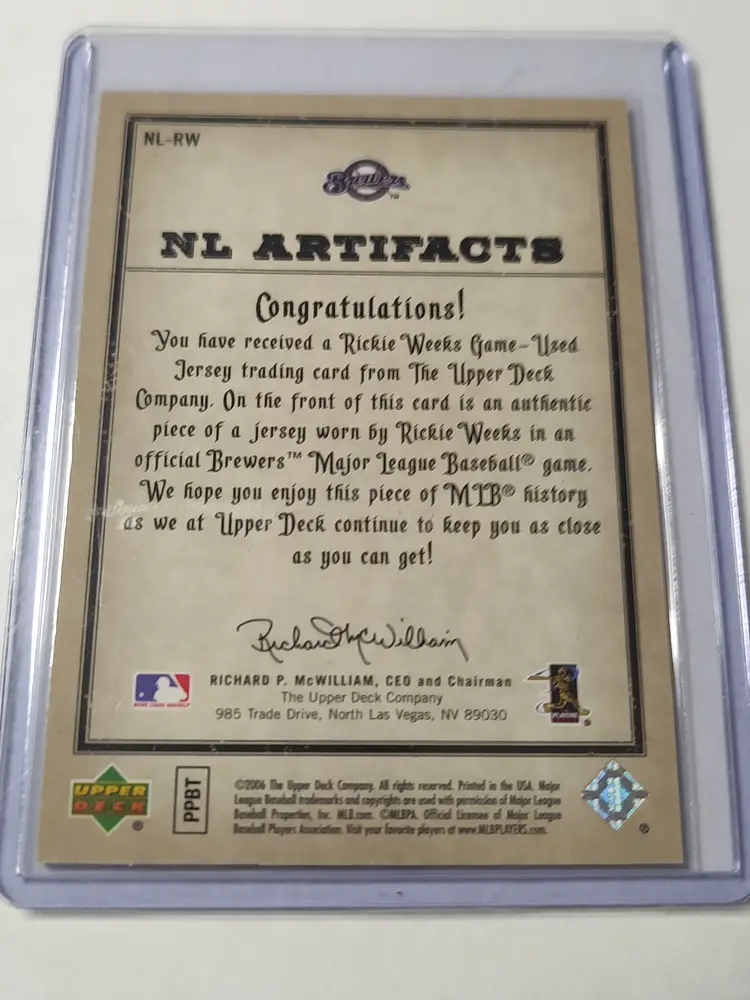 NL-RW
Brewers™
NL ARTIFACTS
Congratulations!
You have received a Rickie Weeks Game-Used
Jersey trading card from The Upper Deck
Company. On the front of this card is an authentic
piece of a jersey worn by Rickie Weeks in an
official Brewers™ Major League Baseball® game.
We hope you enjoy this piece of MLB® history
as we at Upper Deck continue to keep you as close
as you can get!
Richard McWilliam
RICHARD P. McWILLIAM, CEO and Chairman
The Upper Deck Company
985 Trade Drive, North Las Vegas, NV 89030
MAJOR LEAGUE BASEBALL
PLAYERS
®
UPPER
DECK
®
PPBT
©2006 The Upper Deck Company. All rights reserved. Printed in the USA. Major
League Baseball trademarks and copyrights are used with permission of Major League
Baseball Properties, Inc. MLB.com. ©MLBPA. Official Licensee of Major League
Baseball Players Association. Visit your favorite players at www.MLBPLAYERS.com.
®